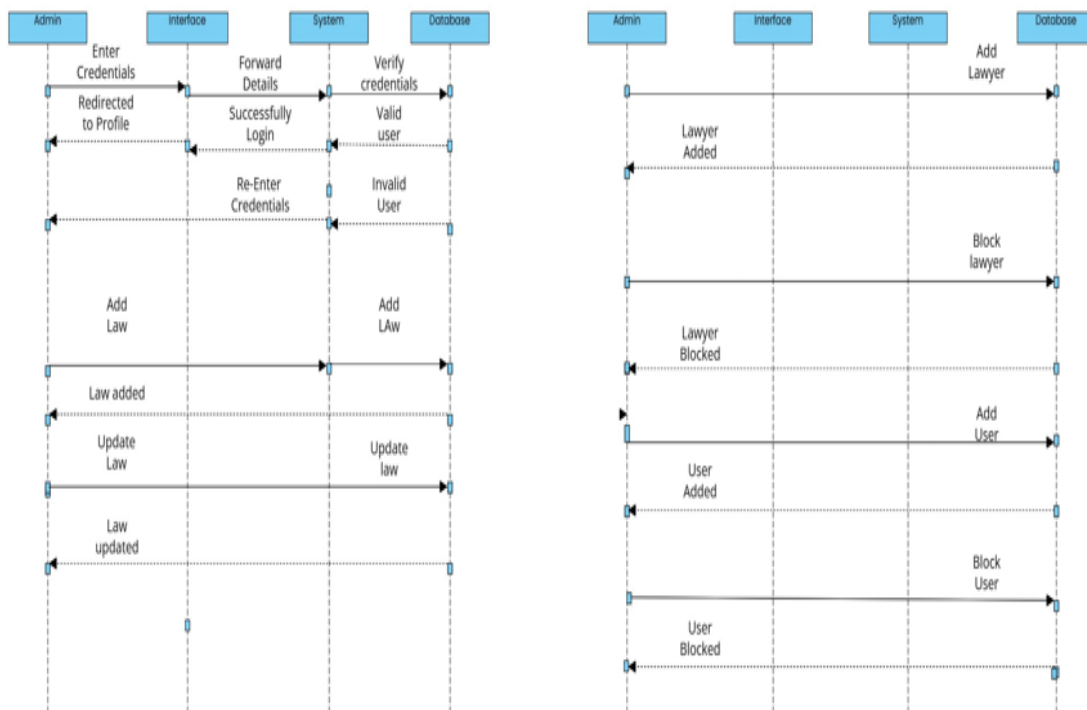 Admin
Interface
System
Database
Enter
Credentials
Forward
Details
Verify
credentials
Redirected
to Profile
Successfully
Login
Valid
user
Re-Enter
Credentials
Invalid
User
Add
Law
Add
LAw
Law added
Update
Law
Update
law
Law
updated
Admin
Interface
System
Database
Add
Lawyer
Lawyer
Added
Block
lawyer
Lawyer
Blocked
Add
User
User
Added
Block
User
User
Blocked